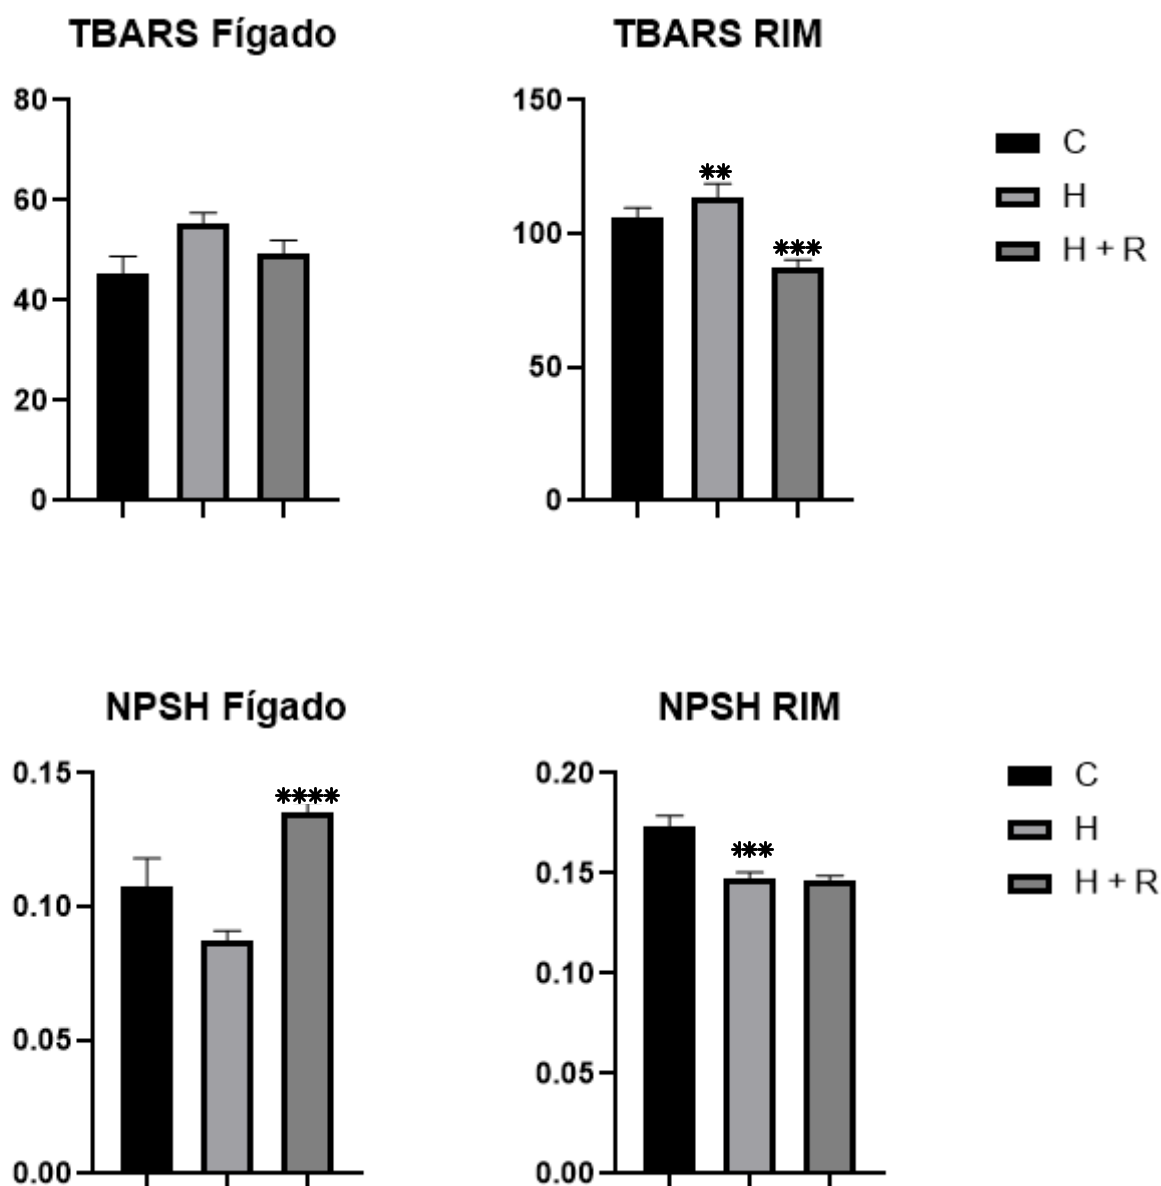 TBARS Fígado
80
60
40
20
0
TBARS RIM
150
100
50
0
**
***
C
H
H + R
NPSH Fígado
0.15
0.10
0.05
0.00
****
NPSH RIM
0.20
0.15
0.10
0.05
0.00
***
C
H
H + R